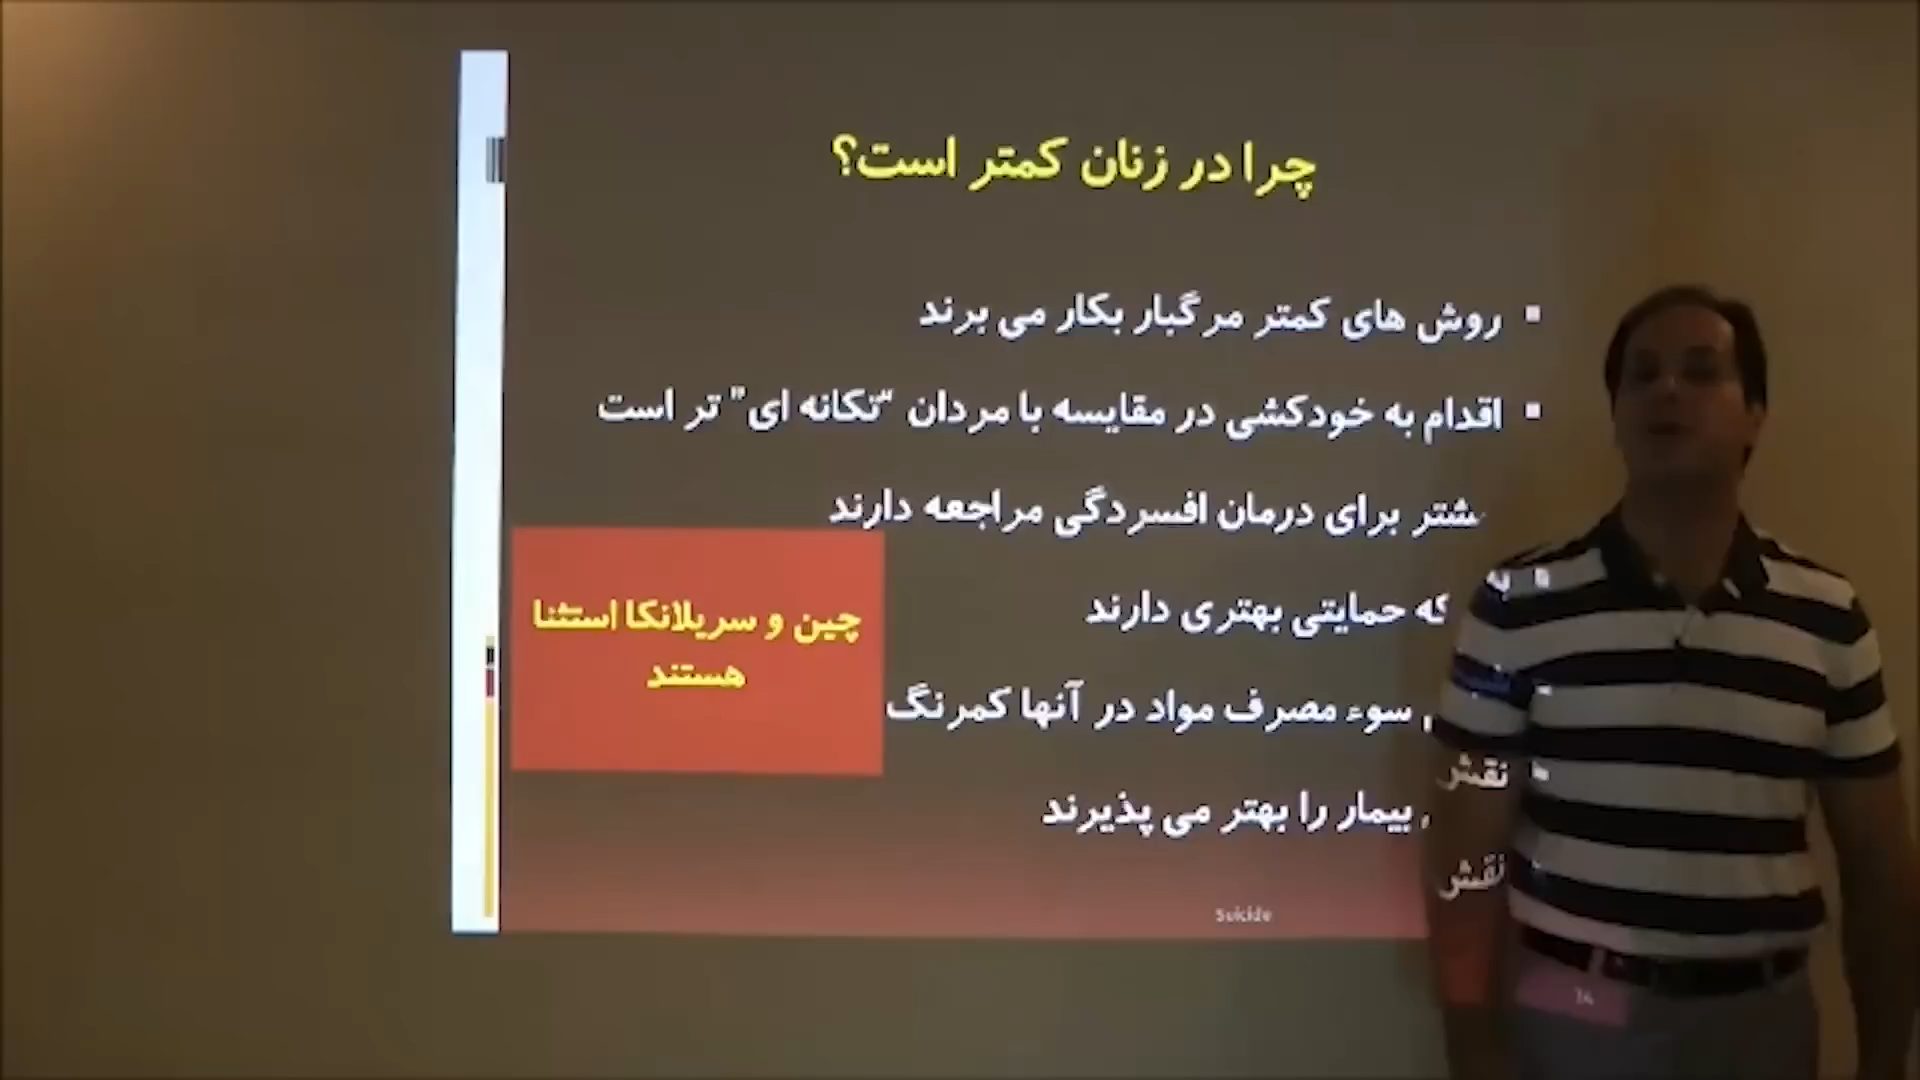 چرا در زنان کمتر است؟
روش های کمتر مرگبار بکار می برند
اقدام به خودکشی در مقایسه با مردان “تکانه ای” تر است
برای درمان افسردگی مراجعه دارند
حمایتی بهتری دارند
نقش سوء مصرف مواد در آنها کمرنگ
نقش بیمار را بهتر می پذیرند
چین و سریلانکا استثنا
هستند
Suicide
14